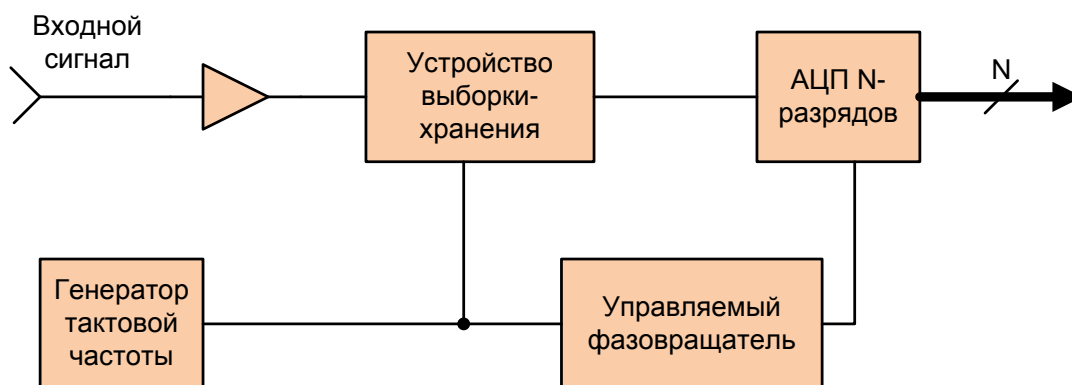 Входной
сигнал
Устройство
выборки-
хранения
АЦП N-
разрядов
N
Генератор
тактовой
частоты
Управляемый
фазовращатель